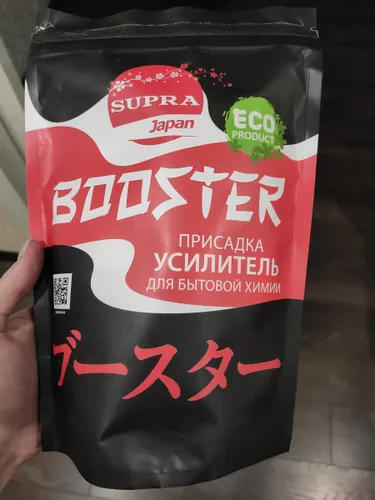 SUPRA
Japan
ECO
PRODUCT
BOOSTER
ПРИСАДКА
УСИЛИТЕЛЬ
ДЛЯ БЫТОВОЙ ХИМИИ
ブースター